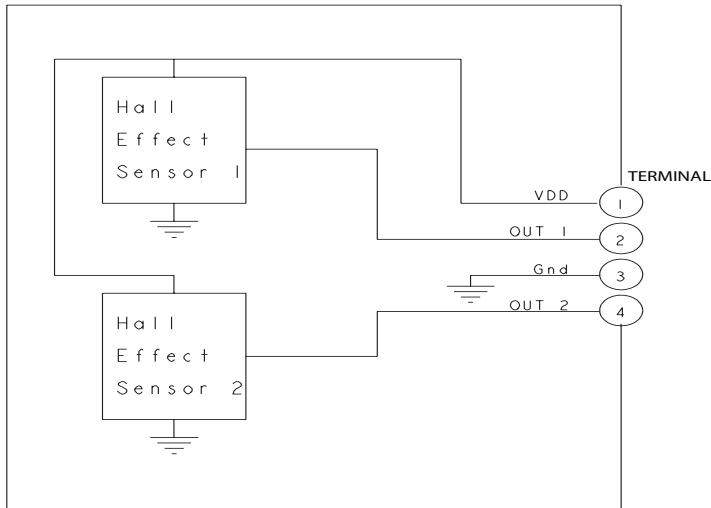 Hall
Effect
Sensor 1
TERMINAL
VDD
1
OUT 1
2
Gnd
3
OUT 2
4
Hall
Effect
Sensor 2